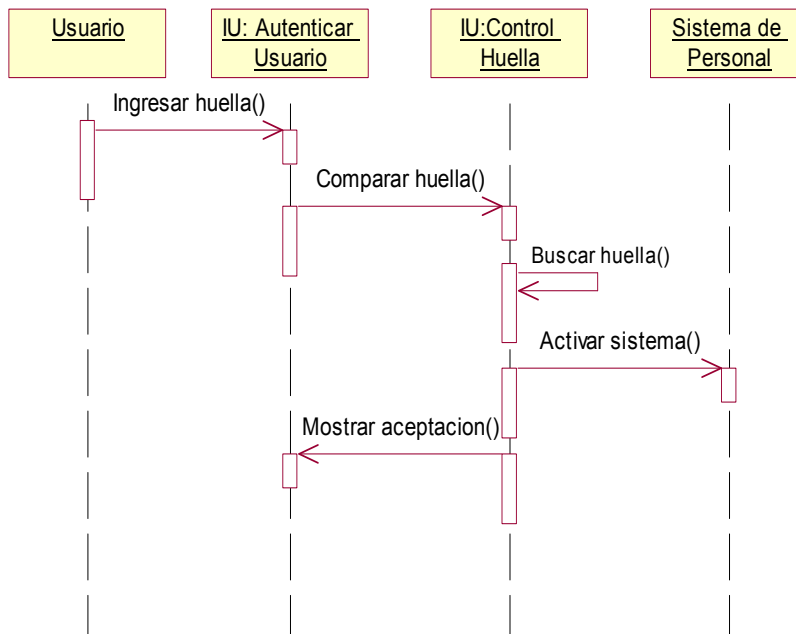 Usuario
IU: Autenticar
Usuario
IU:Control
Huella
Sistema de
Personal
Ingresar huella()
Comparar huella()
Buscar huella()
Activar sistema()
Mostrar aceptacion()